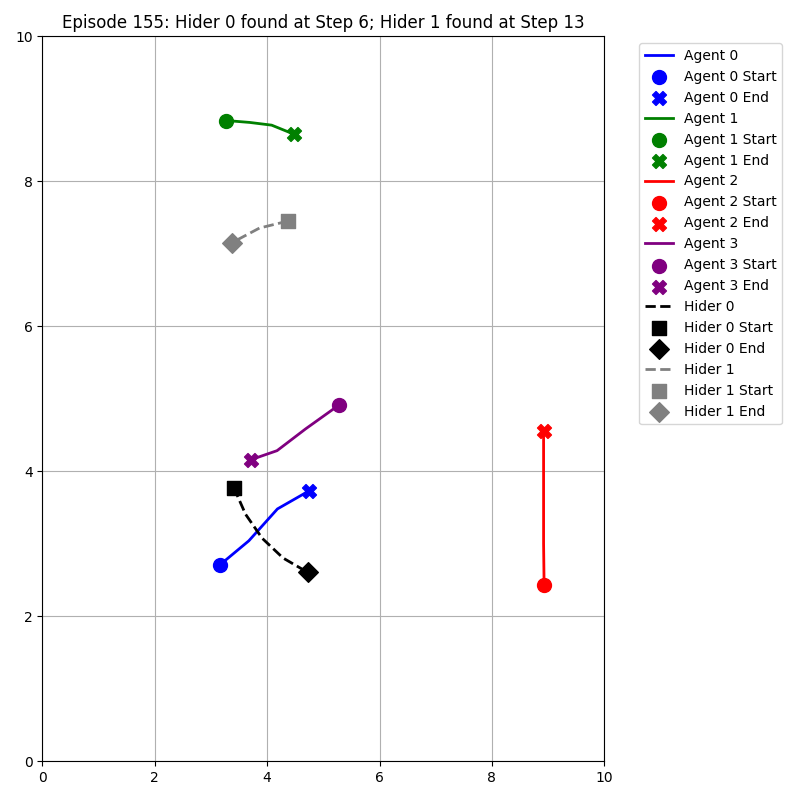 Episode 155: Hider 0 found at Step 6; Hider 1 found at Step 13
10
8
6
4
2
0
0 2 4 6 8 10
Agent 0
Agent 0 Start
Agent 0 End
Agent 1
Agent 1 Start
Agent 1 End
Agent 2
Agent 2 Start
Agent 2 End
Agent 3
Agent 3 Start
Agent 3 End
Hider 0
Hider 0 Start
Hider 0 End
Hider 1
Hider 1 Start
Hider 1 End